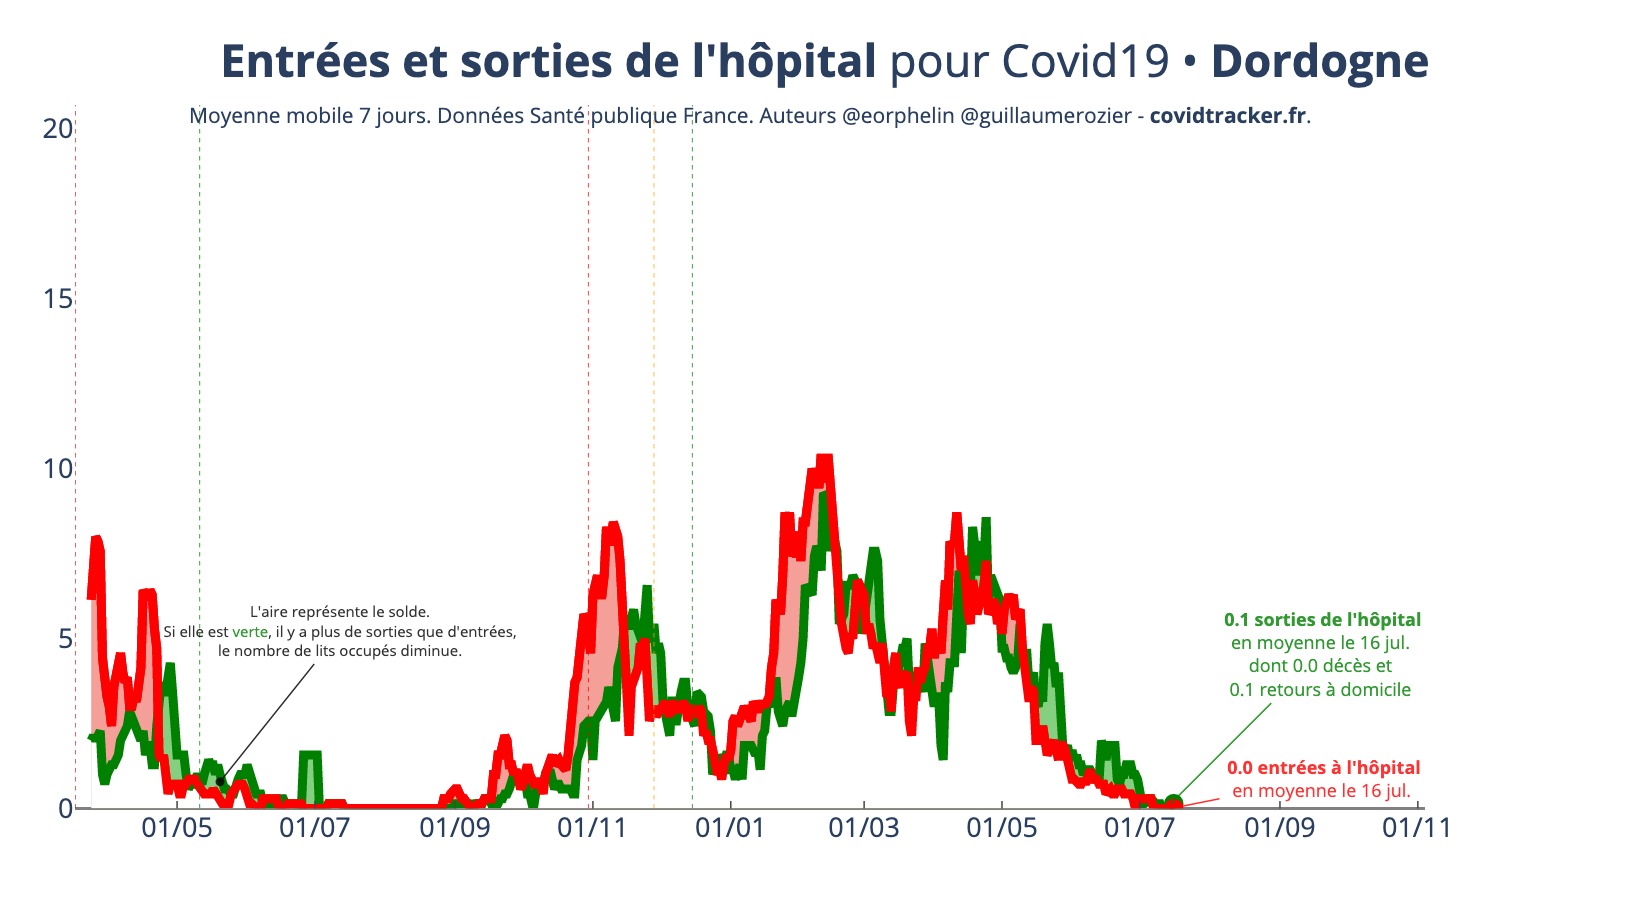 Entrées et sorties de l'hôpital pour Covid19 • Dordogne
Moyenne mobile 7 jours. Données Santé publique France. Auteurs @eorphelin @guillaumerozier - covidtracker.fr.
20
15
10
5
0
L'aire représente le solde.
Si elle est verte, il y a plus de sorties que d'entrées,
le nombre de lits occupés diminue.
0.1 sorties de l'hôpital
en moyenne le 16 jul.
dont 0.0 décès et
0.1 retours à domicile
0.0 entrées à l'hôpital
en moyenne le 16 jul.
01/05 01/07 01/09 01/11 01/01 01/03 01/05 01/07 01/09 01/11